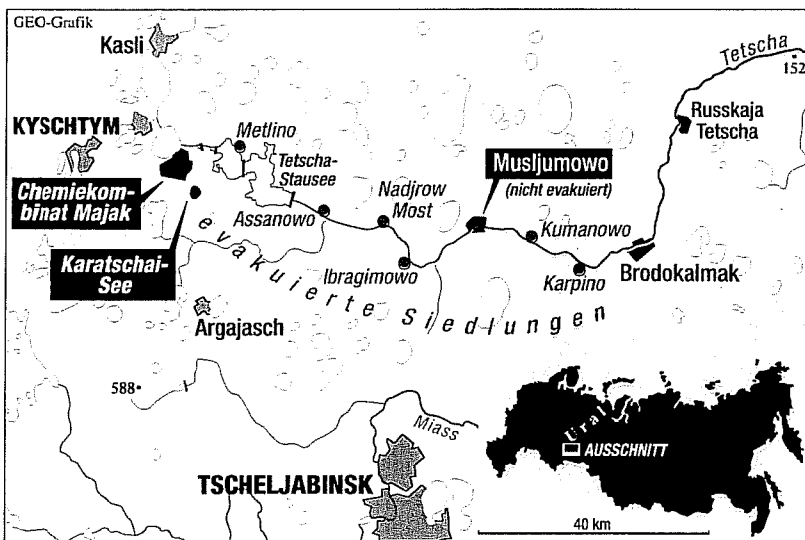 GEO-Grafik
Kasli
Tetscha
152
KYSCHTYM
Metlino
Russkaja
Tetscha
Tetscha-
Stausee
Musljumowo
(nicht evakuiert)
Chemiekom-
binat Majak
Nadjrow
Most
Assanowo
Kumanowo
Karatschai-
See
Ibragimowo
Karpino
Brodokalmak
evakuierte Siedlungen
Argajasch
588
Miass
Ural
AUSSCHNITT
TSCHELJABINSK
40 km